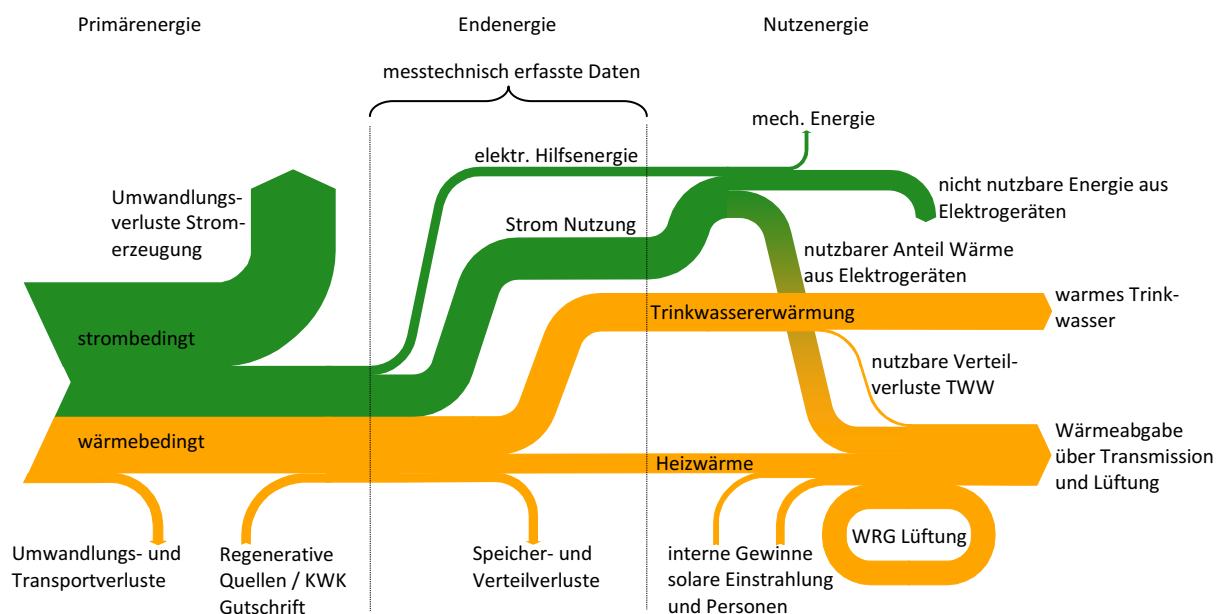 Primärenergie
Endenergie
Nutzenergie
messtechnisch erfasste Daten
mech. Energie
elektr. Hilfsenergie
Umwandlungs-
verluste Strom-
erzeugung
nicht nutzbare Energie aus
Elektrogeräten
Strom Nutzung
nutzbarer Anteil Wärme
aus Elektrogeräten
warmes Trink-
wasser
Trinkwassererwärmung
strombedingt
nutzbare Verteil-
verluste TWW
wärmebedingt
Heizwärme
Wärmeabgabe
über Transmission
und Lüftung
WRG Lüftung
Umwandlungs- und
Transportverluste
Regenerative
Quellen / KWK
Gutschrift
Speicher- und
Verteilverluste
interne Gewinne
solare Einstrahlung
und Personen